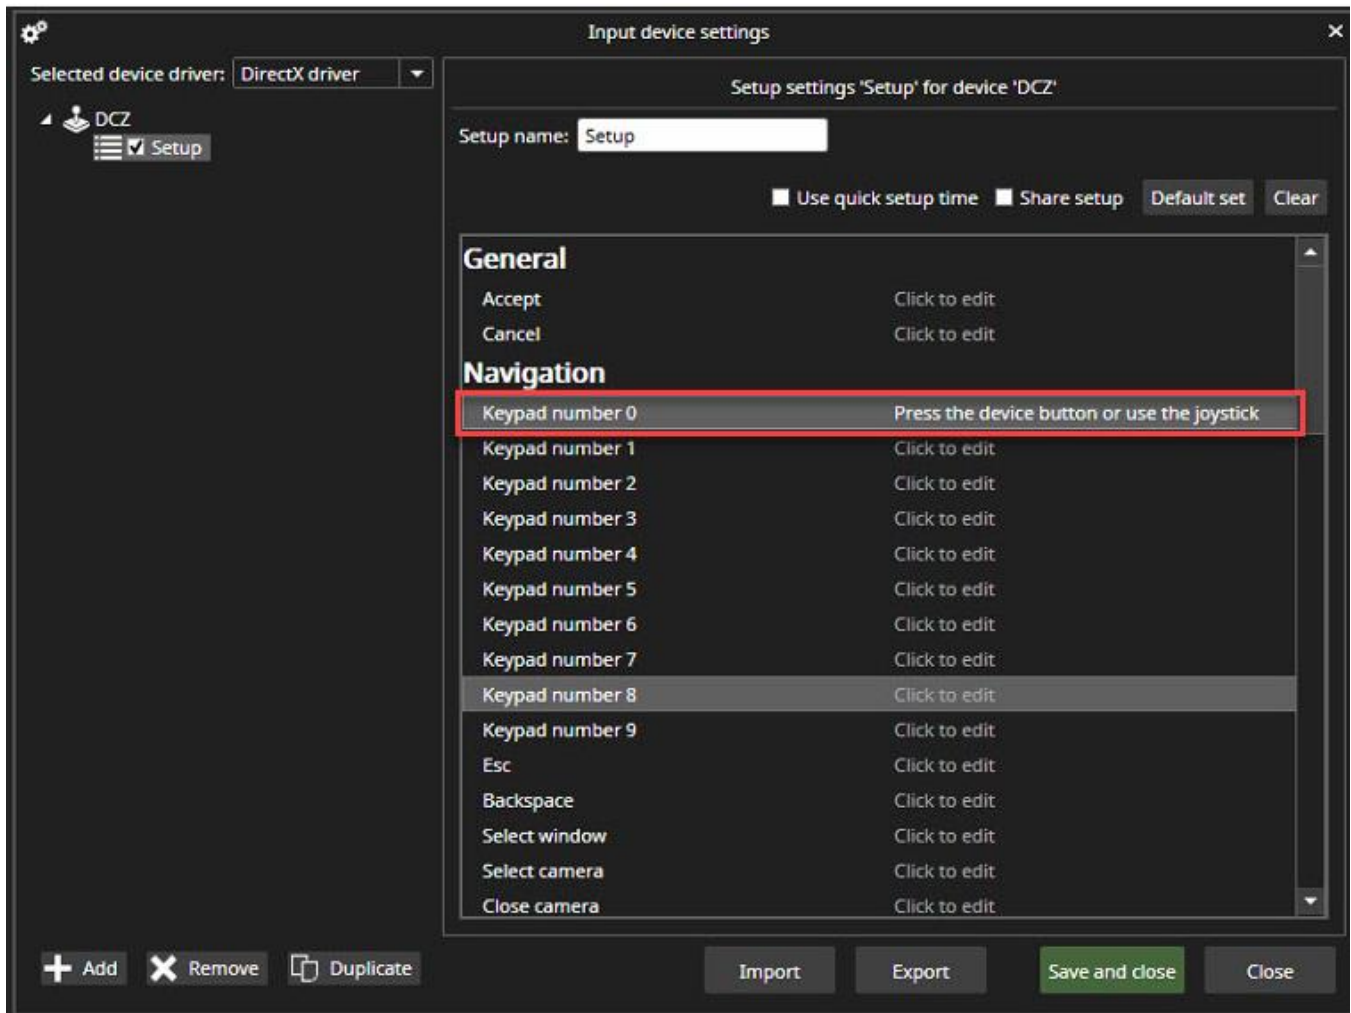 Input device settings
Selected device driver: DirectX driver
DCZ
Setup
Setup settings 'Setup' for device 'DCZ'
Setup name: Setup
Use quick setup time Share setup Default set Clear
General
Accept Click to edit
Cancel Click to edit
Navigation
Keypad number 0 Press the device button or use the joystick
Keypad number 1 Click to edit
Keypad number 2 Click to edit
Keypad number 3 Click to edit
Keypad number 4 Click to edit
Keypad number 5 Click to edit
Keypad number 6 Click to edit
Keypad number 7 Click to edit
Keypad number 8 Click to edit
Keypad number 9 Click to edit
Esc Click to edit
Backspace Click to edit
Select window Click to edit
Select camera Click to edit
Close camera Click to edit
Add Remove Duplicate Import Export Save and close Close